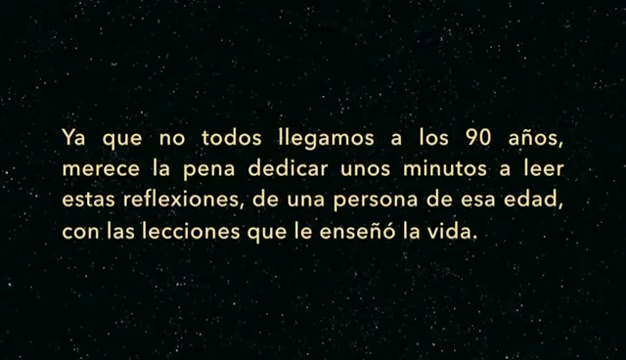 Ya que no todos llegamos a los 90 años,
merece la pena dedicar unos minutos a leer
estas reflexiones, de una persona de esa edad,
con las lecciones que le enseñó la vida.